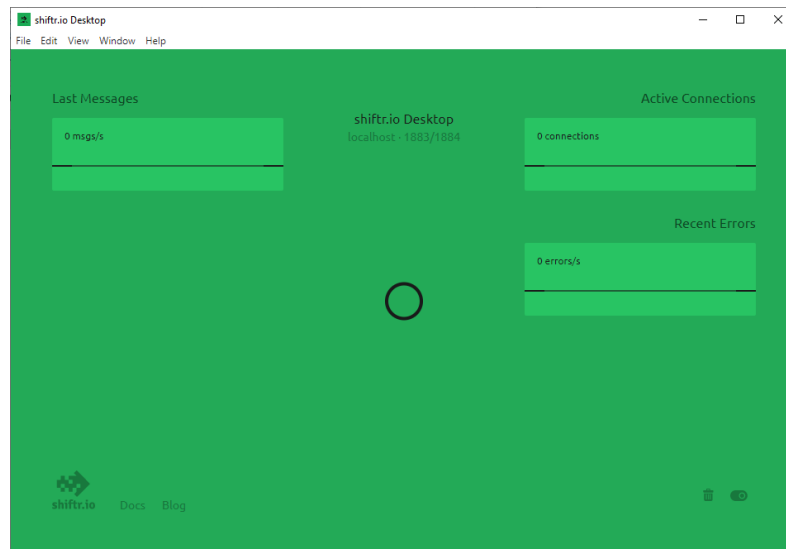 shiftr.io Desktop
File Edit View Window Help
Last Messages
0 msgs/s
shiftr.io Desktop
localhost · 1883/1884
Active Connections
0 connections
Recent Errors
0 errors/s
shiftr.io
Docs Blog